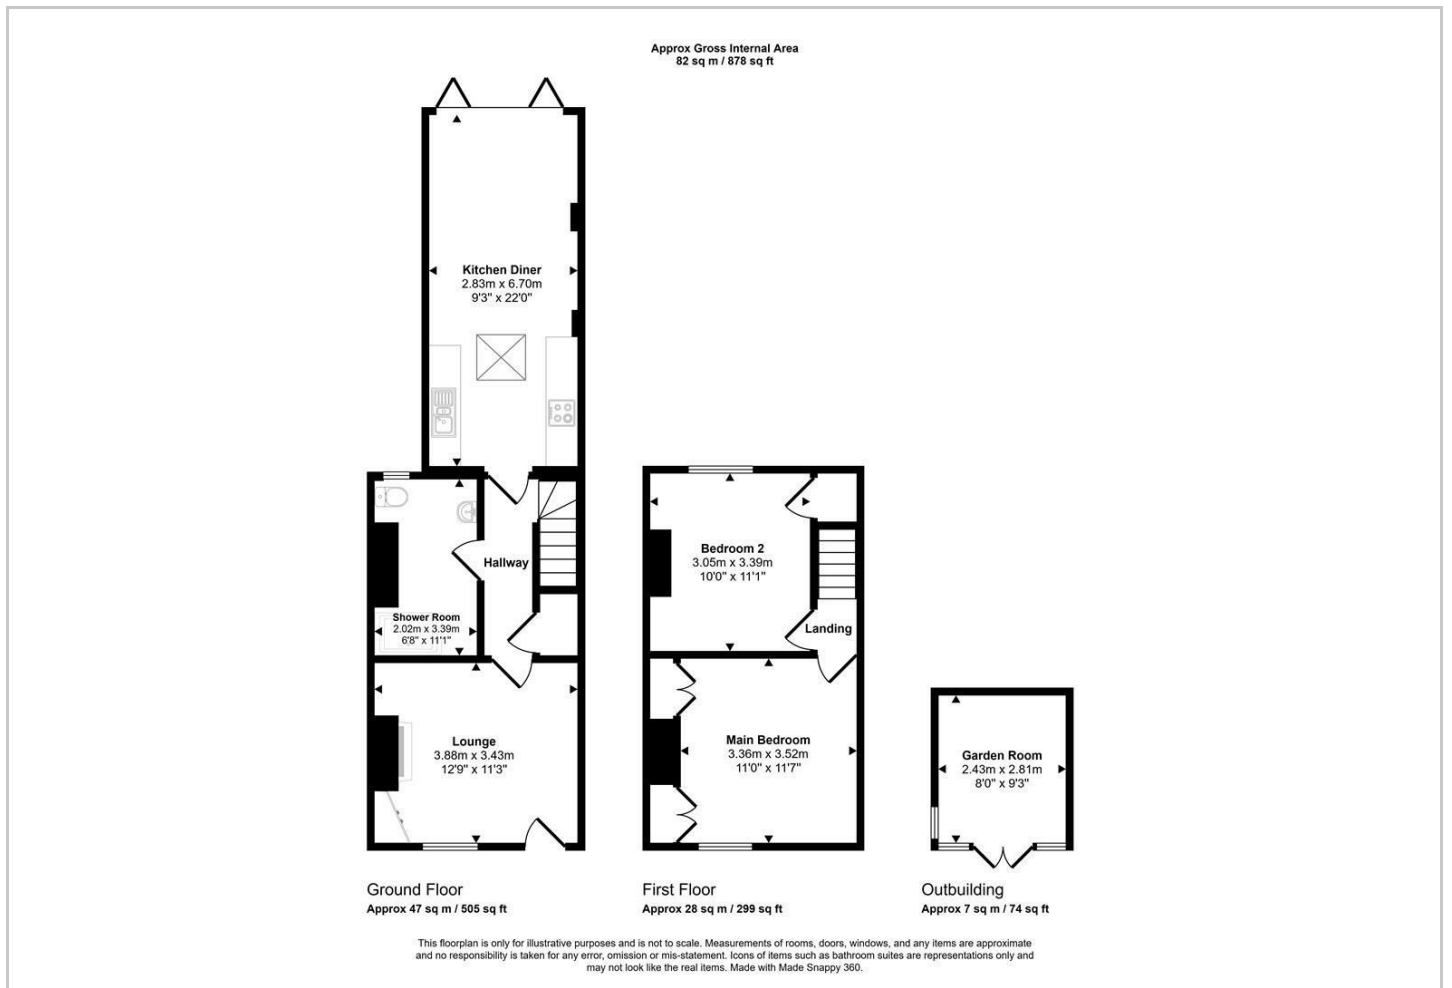 Approx Gross Internal Area
82 sq m / 878 sq ft
Kitchen Diner
2.83m x 6.70m
9'3" x 22'0"
Hallway
Shower Room
2.02m x 3.39m
6'8" x 11'1"
Lounge
3.88m x 3.43m
12'9" x 11'3"
Ground Floor
Approx 47 sq m / 505 sq ft
Bedroom 2
3.05m x 3.39m
10'0" x 11'1"
Landing
Main Bedroom
3.36m x 3.52m
11'0" x 11'7"
First Floor
Approx 28 sq m / 299 sq ft
Garden Room
2.43m x 2.81m
8'0" x 9'3"
Outbuilding
Approx 7 sq m / 74 sq ft
This floorplan is only for illustrative purposes and is not to scale. Measurements of rooms, doors, windows, and any items are approximate
and no responsibility is taken for any error, omission or mis-statement. Icons of items such as bathroom suites are representations only and
may not look like the real items. Made with Made Snappy 360.